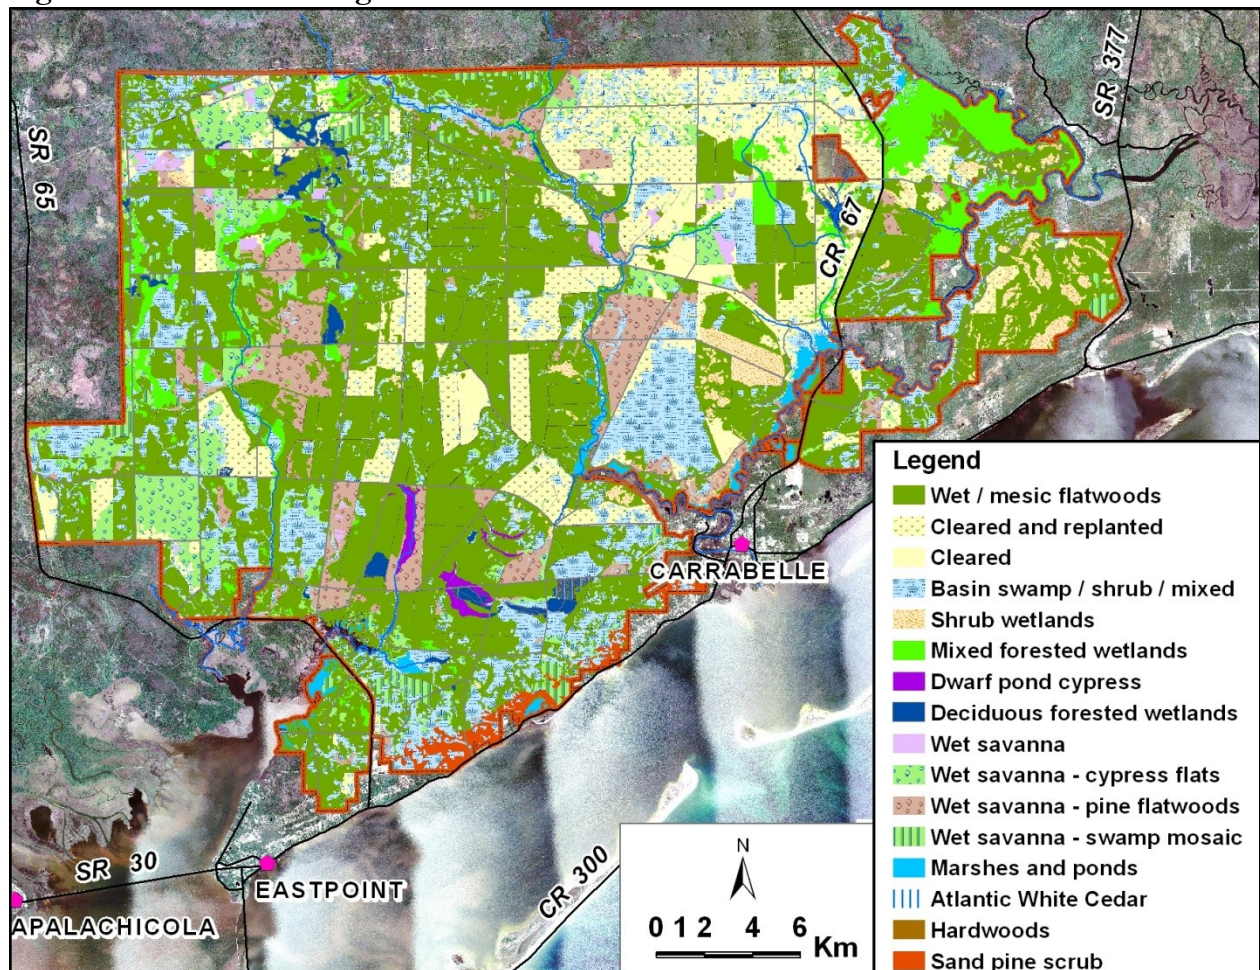 SR 377
SR 65
CR 67
CARRABELLE
SR 30
EASTPOINT
APALACHICOLA
CR 300
N
0 1 2 4 6
Km
Legend
Wet / mesic flatwoods
Cleared and replanted
Cleared
Basin swamp / shrub / mixed
Shrub wetlands
Mixed forested wetlands
Dwarf pond cypress
Deciduous forested wetlands
Wet savanna
Wet savanna - cypress flats
Wet savanna - pine flatwoods
Wet savanna - swamp mosaic
Marshes and ponds
Atlantic White Cedar
Hardwoods
Sand pine scrub